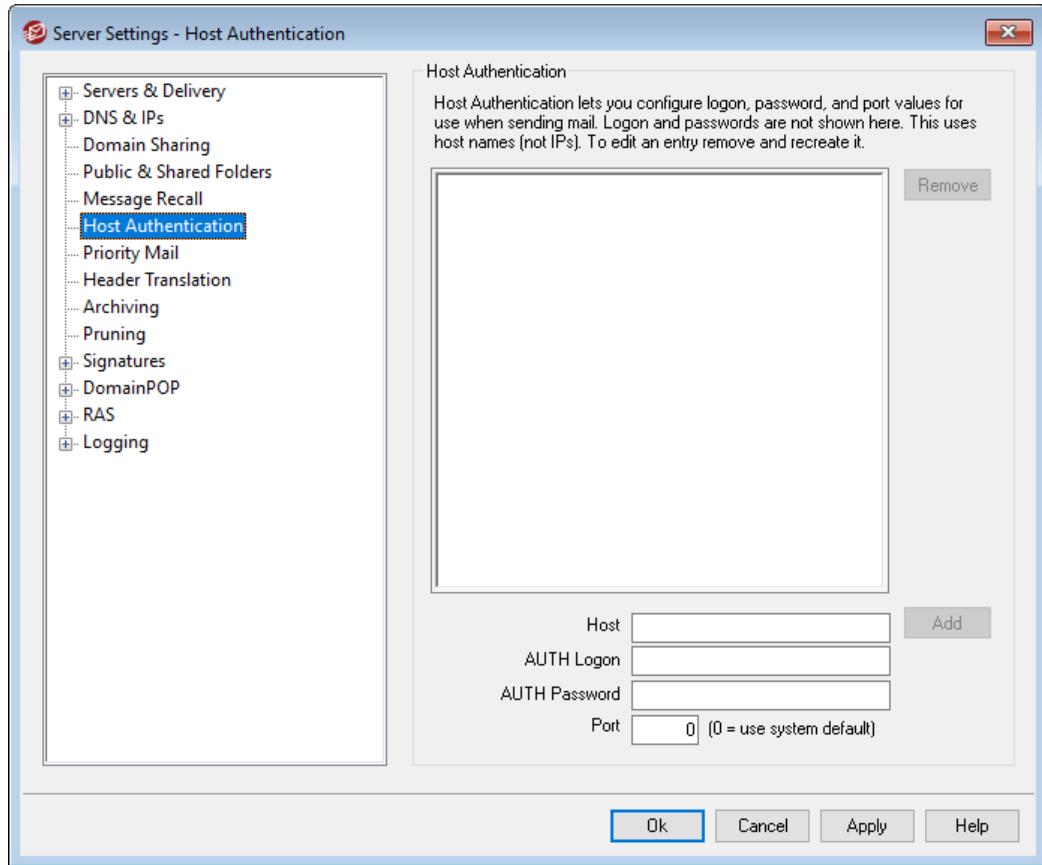 Server Settings - Host Authentication
Servers & Delivery
DNS & IPs
Domain Sharing
Public & Shared Folders
Message Recall
Host Authentication
Priority Mail
Header Translation
Archiving
Pruning
Signatures
DomainPOP
RAS
Logging
Host Authentication
Host Authentication lets you configure logon, password, and port values for
use when sending mail. Logon and passwords are not shown here. This uses
host names (not IPs). To edit an entry remove and recreate it.
Remove
Host
Add
AUTH Logon
AUTH Password
Port 0 (0 = use system default)
Ok Cancel Apply Help